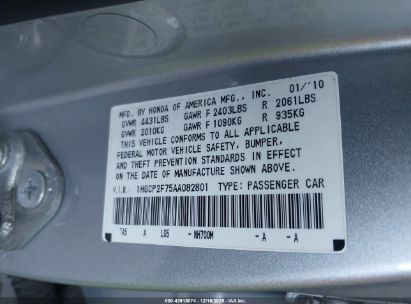 MFD. BY HONDA OF AMERICA MFG., INC. 01/'10
GVWR 4431LBS GAWR F 2403LBS R 2061LBS
GVWR 2010KG GAWR F 1090KG R 935KG
THIS VEHICLE CONFORMS TO ALL APPLICABLE
FEDERAL MOTOR VEHICLE SAFETY, BUMPER,
AND THEFT PREVENTION STANDARDS IN EFFECT
ON THE DATE OF MANUFACTURE SHOWN ABOVE.
V.I.N. 1HGCP2F75AA082801 TYPE: PASSENGER CAR
TA5 A LGS - NH700M - A - A